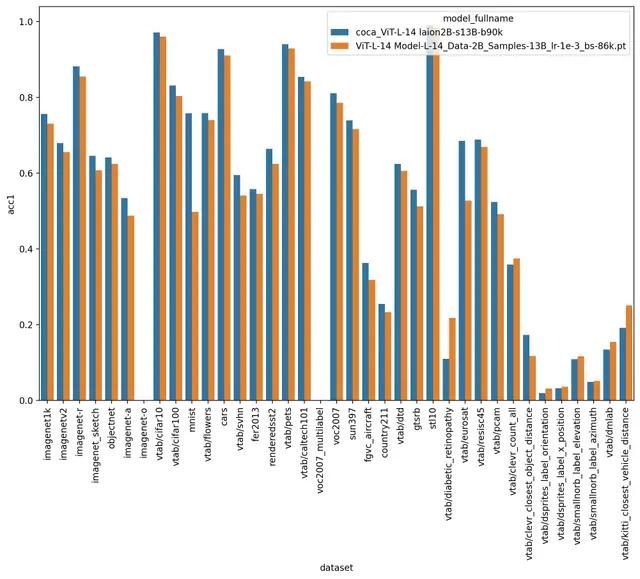 model_fullname
coca_ViT-L-14 laion2B-s13B-b90k
ViT-L-14 Model-L-14_Data-2B_Samples-13B_lr-1e-3_bs-86k.pt
1.0
0.8
0.6
0.4
0.2
0.0
acc1
imagenet1k
imagenetv2
imagenet-r
imagenet_sketch
objectnet
imagenet-a
imagenet-o
vtab/cifar10
vtab/cifar100
mnist
vtab/flowers
cars
vtab/svhn
fer2013
renderedsst2
vtab/pets
vtab/caltech101
voc2007_multilabel
voc2007
sun397
fgvc_aircraft
country211
vtab/dtd
gtsrb
stl10
vtab/diabetic_retinopathy
vtab/eurosat
vtab/resisc45
vtab/pcam
vtab/clevr_count_all
vtab/clevr_closest_object_distance
vtab/dsprites_label_orientation
vtab/dsprites_label_x_position
vtab/smallnorb_label_elevation
vtab/smallnorb_label_azimuth
vtab/dmlab
vtab/kitti_closest_vehicle_distance
dataset